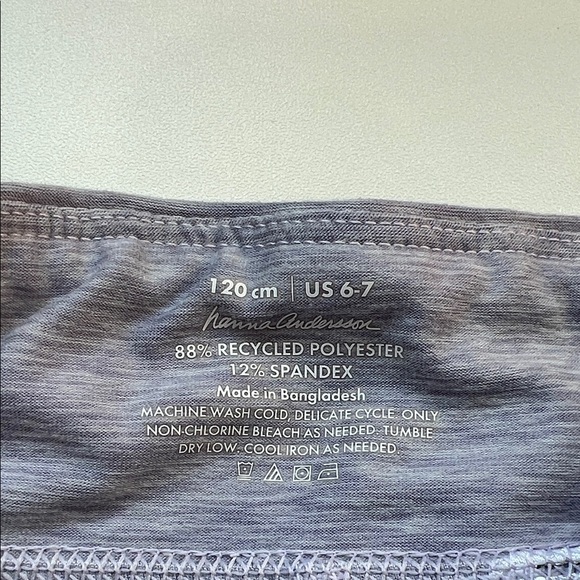 120 cm | US 6-7
hanna andersson
88% RECYCLED POLYESTER
12% SPANDEX
Made in Bangladesh
MACHINE WASH COLD, DELICATE CYCLE. ONLY
NON-CHLORINE BLEACH AS NEEDED. TUMBLE
DRY LOW. COOL IRON AS NEEDED.